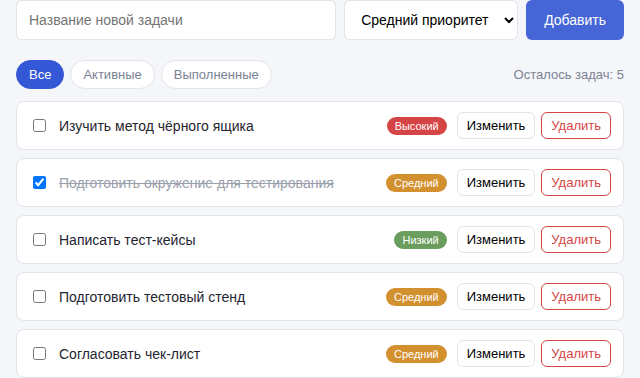 Название новой задачи Средний приоритет Добавить
Все Активные Выполненные Осталось задач: 5
Изучить метод чёрного ящика Высокий Изменить Удалить
Подготовить окружение для тестирования Средний Изменить Удалить
Написать тест-кейсы Низкий Изменить Удалить
Подготовить тестовый стенд Средний Изменить Удалить
Согласовать чек-лист Средний Изменить Удалить